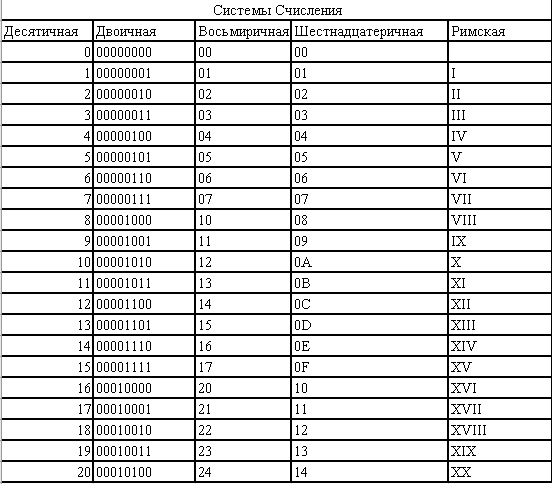 Системы Счисления
Десятичная Двоичная Восьмиричная Шестнадцатеричная Римская
0 00000000 00 00
1 00000001 01 01 I
2 00000010 02 02 II
3 00000011 03 03 III
4 00000100 04 04 IV
5 00000101 05 05 V
6 00000110 06 06 VI
7 00000111 07 07 VII
8 00001000 10 08 VIII
9 00001001 11 09 IX
10 00001010 12 0A X
11 00001011 13 0B XI
12 00001100 14 0C XII
13 00001101 15 0D XIII
14 00001110 16 0E XIV
15 00001111 17 0F XV
16 00010000 20 10 XVI
17 00010001 21 11 XVII
18 00010010 22 12 XVIII
19 00010011 23 13 XIX
20 00010100 24 14 XX